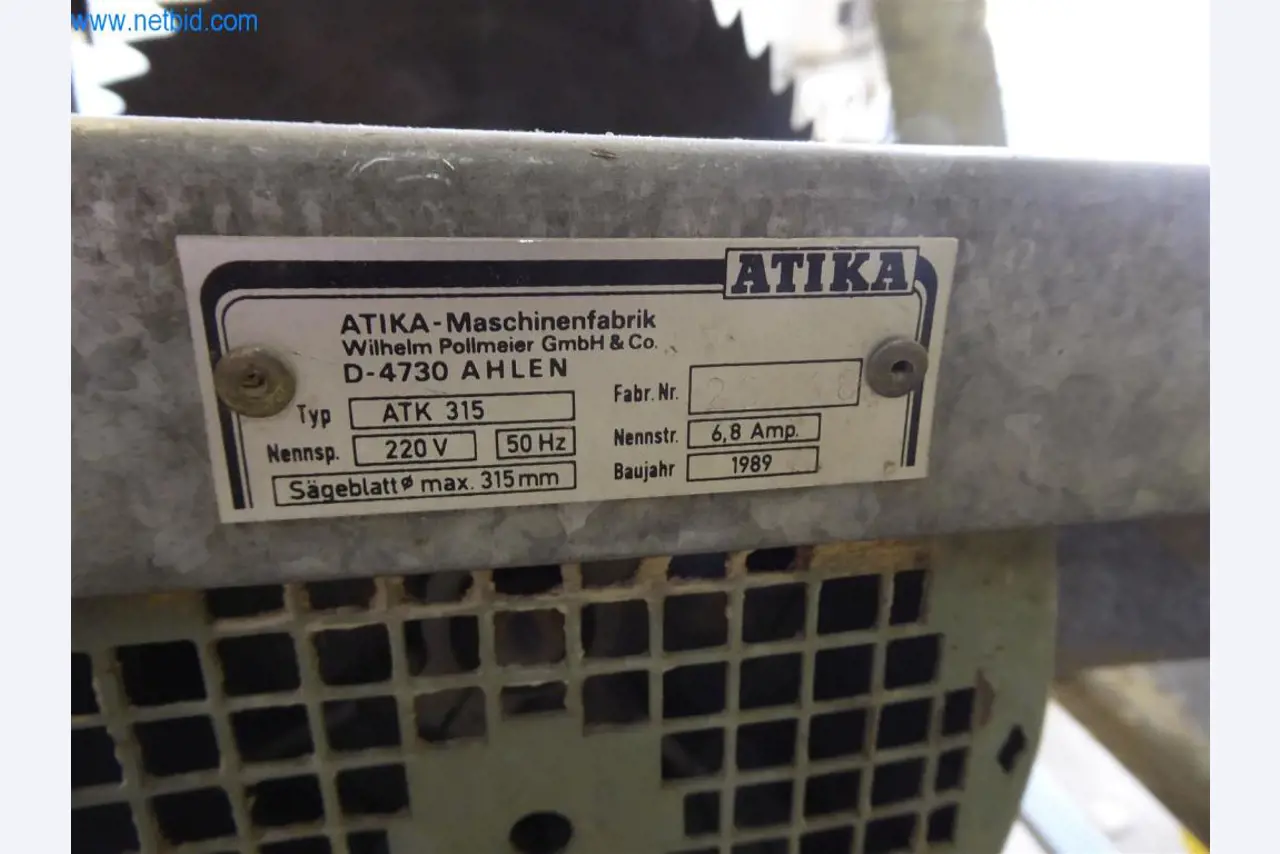 www.netbid.com
ATIKA
ATIKA-Maschinenfabrik
Wilhelm Pollmeier GmbH & Co.
D-4730 AHLEN
Typ ATK 315
Fabr. Nr.
Nennsp. 220 V 50 Hz
Nennstr. 6,8 Amp.
Sägeblatt ø max. 315 mm
Baujahr 1989